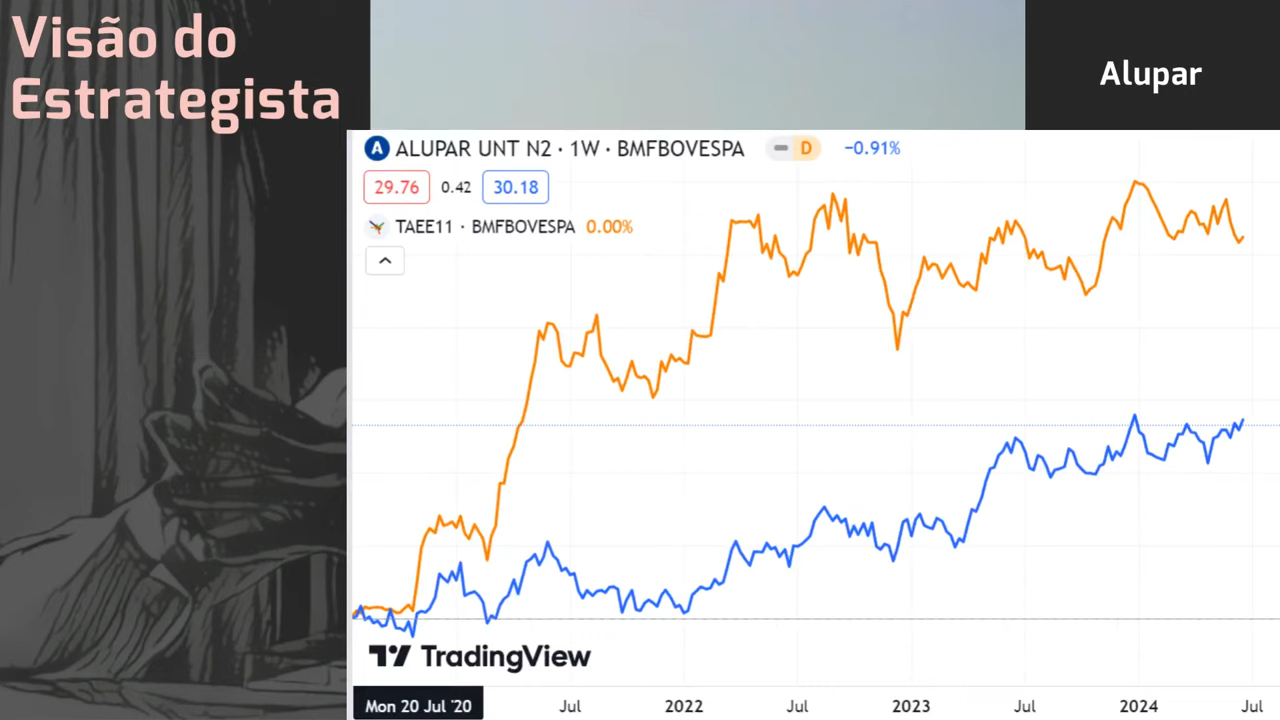 Visão do
Estrategista
Alupar
A ALUPAR UNT N2 · 1W · BMFBOVESPA D −0.91%
29.76 0.42 30.18
TAEE11 · BMFBOVESPA 0.00%
TradingView
Mon 20 Jul '20 Jul 2022 Jul 2023 Jul 2024 Jul